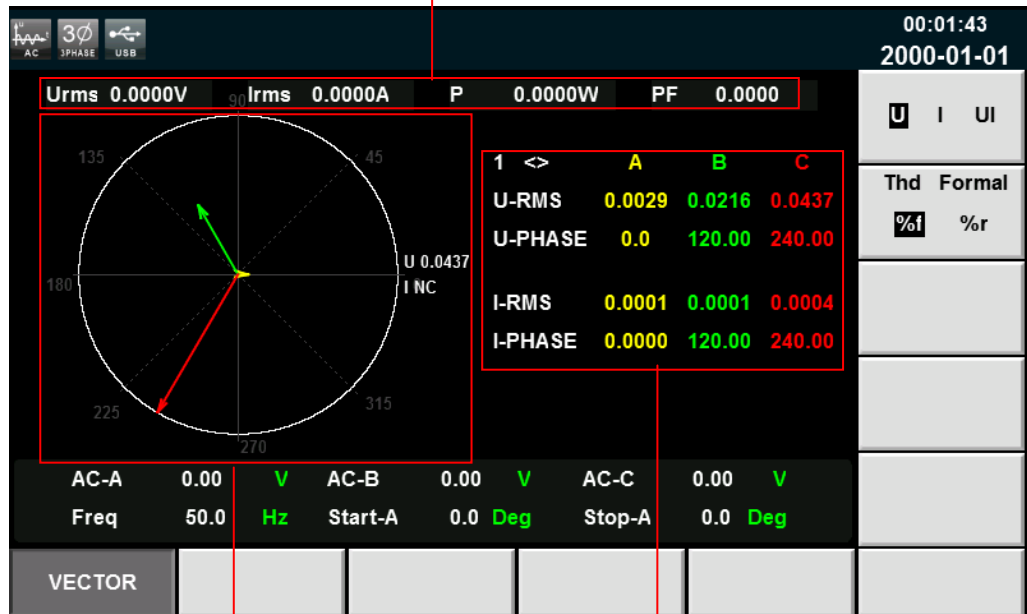 U t
AC
3Ø
3PHASE
USB
00:01:43
2000-01-01
Urms 0.0000V Irms 0.0000A P 0.0000W PF 0.0000
U I UI
90
135 45
180
225 315
270
U 0.0437
I NC
1 <> A B C
U-RMS 0.0029 0.0216 0.0437
U-PHASE 0.0 120.00 240.00
I-RMS 0.0001 0.0001 0.0004
I-PHASE 0.0000 120.00 240.00
Thd Formal
%f %r
AC-A 0.00 V AC-B 0.00 V AC-C 0.00 V
Freq 50.0 Hz Start-A 0.0 Deg Stop-A 0.0 Deg
VECTOR